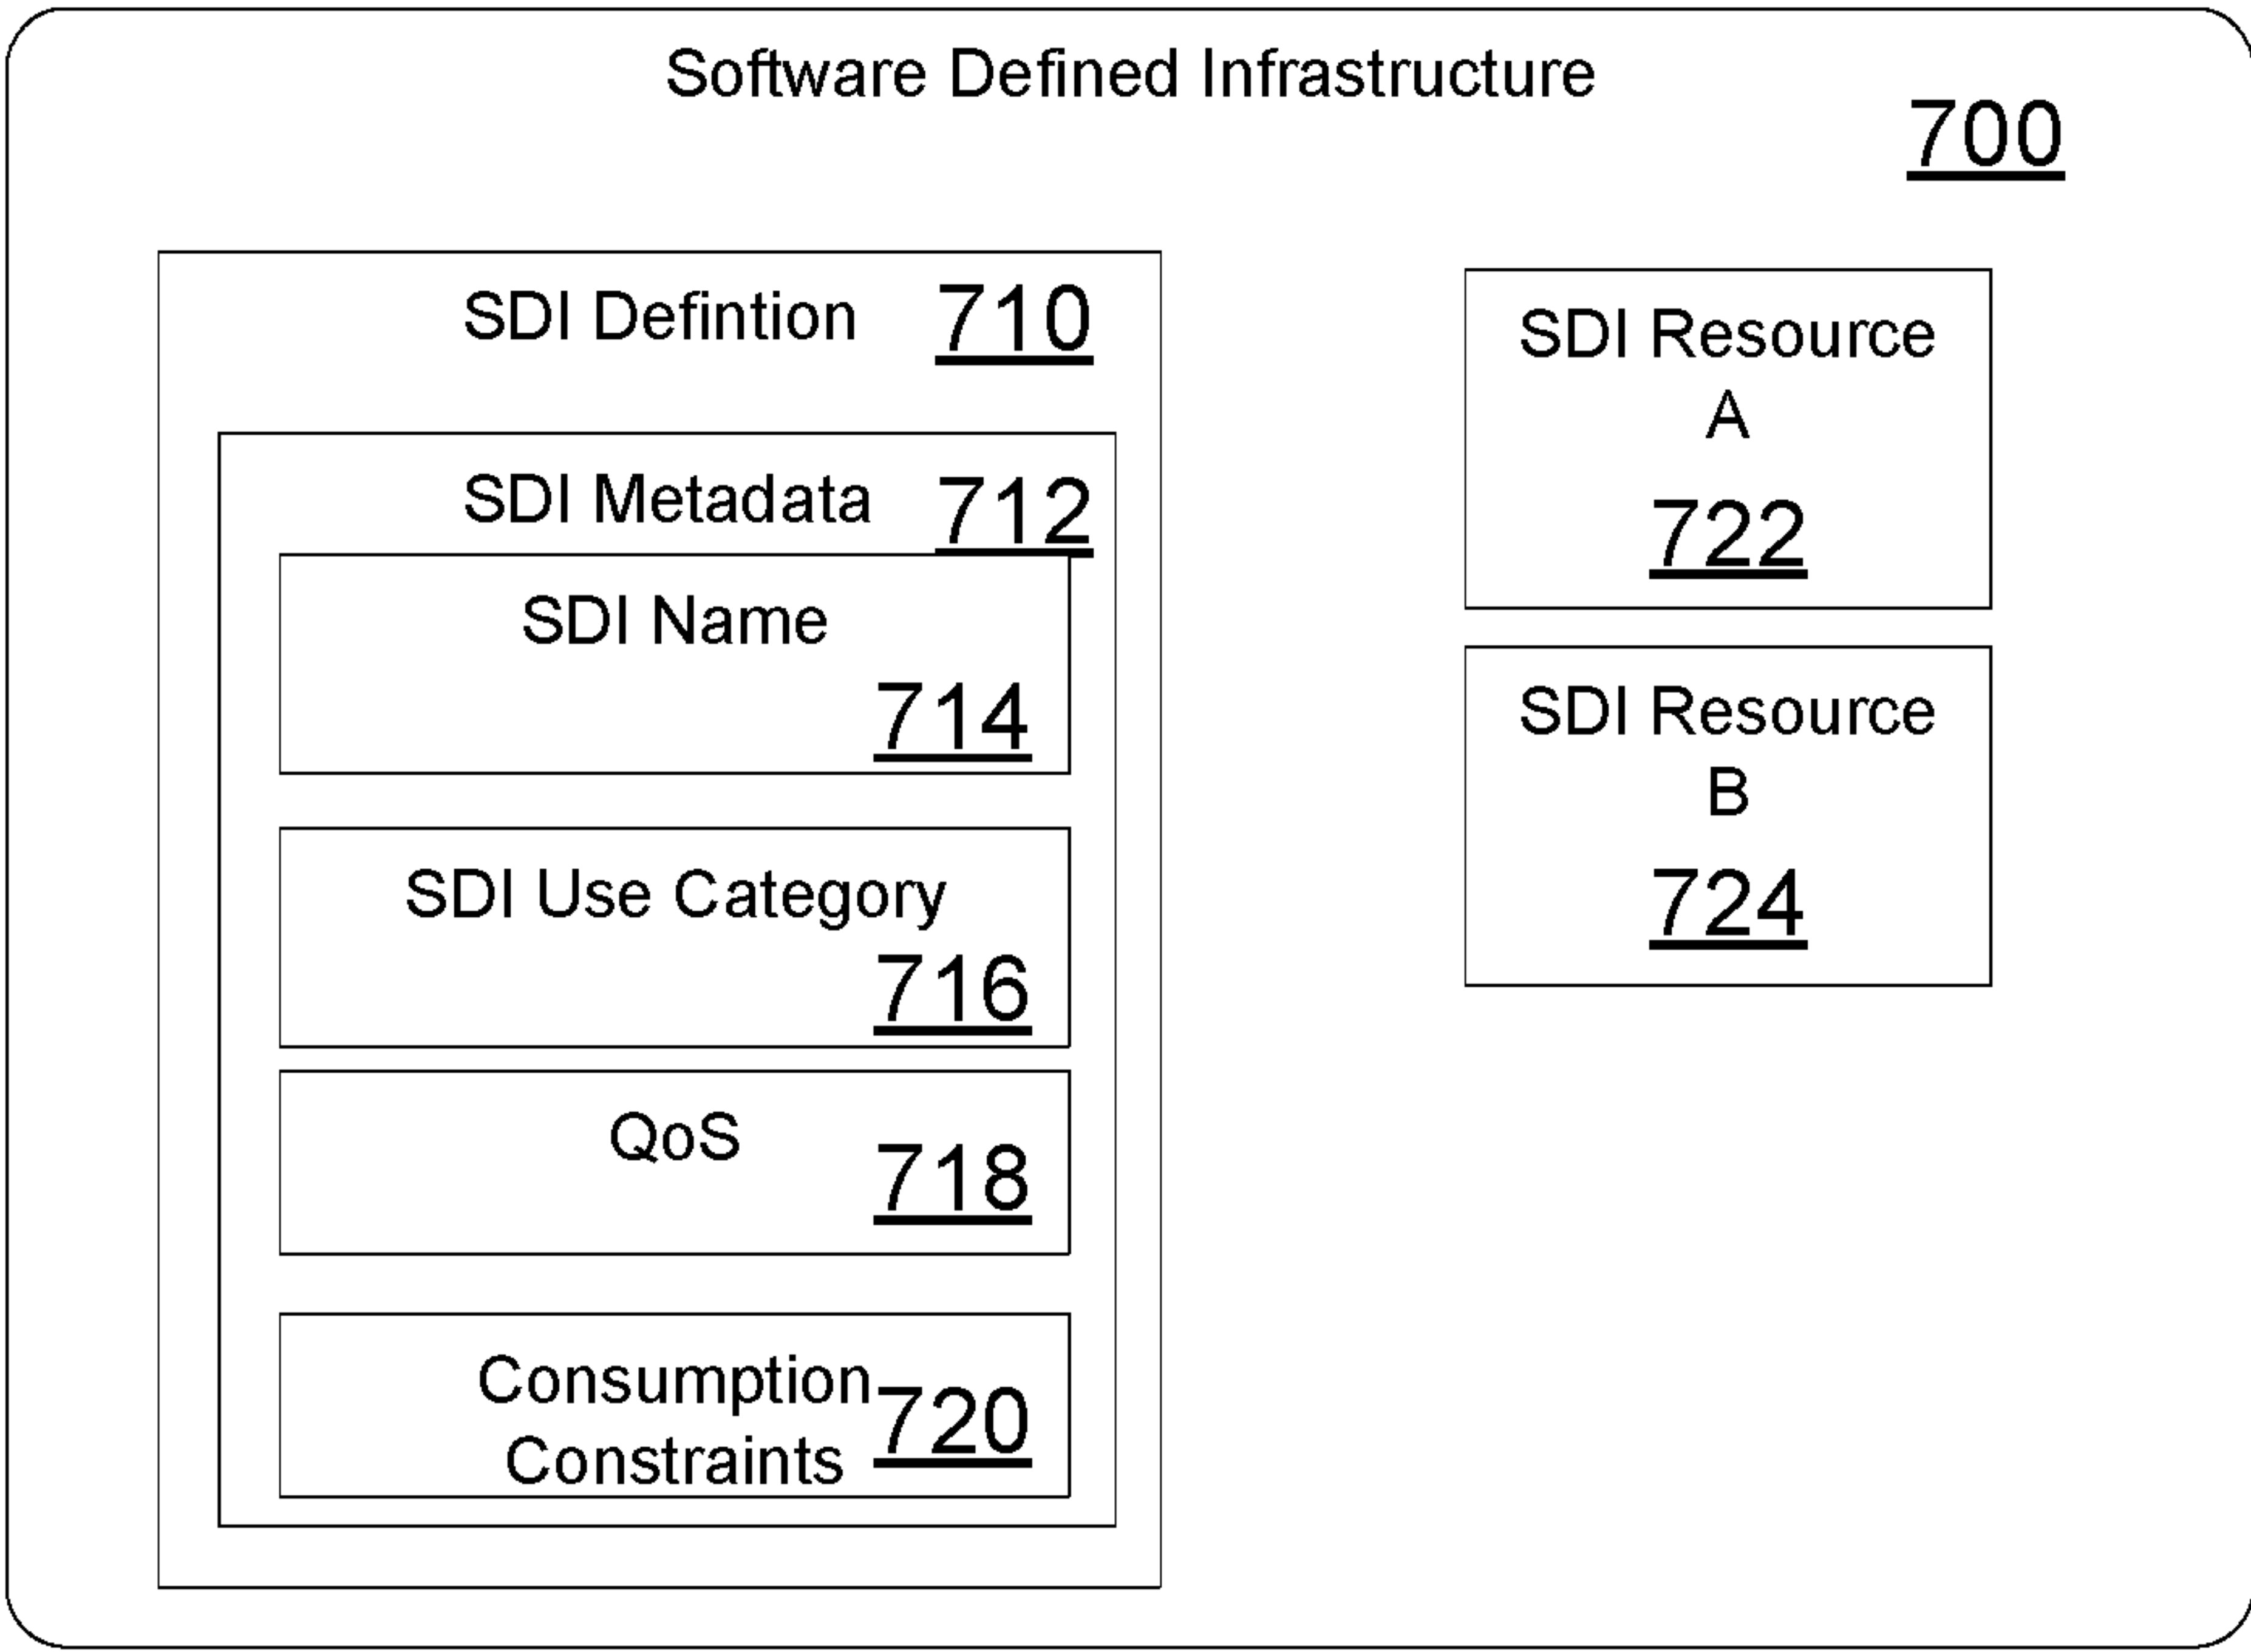 Software Defined Infrastructure
700
SDI Defintion 710
SDI Metadata 712
SDI Name
714
SDI Use Category
716
QoS 718
Consumption
Constraints 720
SDI Resource
A
722
SDI Resource
B
724